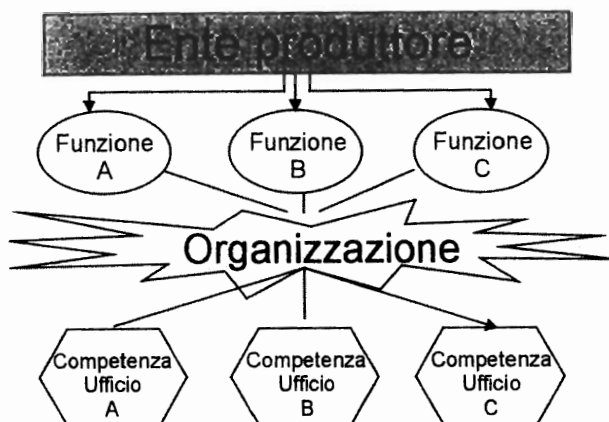 Ente produttore
Funzione
A
Funzione
B
Funzione
C
Organizzazione
Competenza
Ufficio
A
Competenza
Ufficio
B
Competenza
Ufficio
C